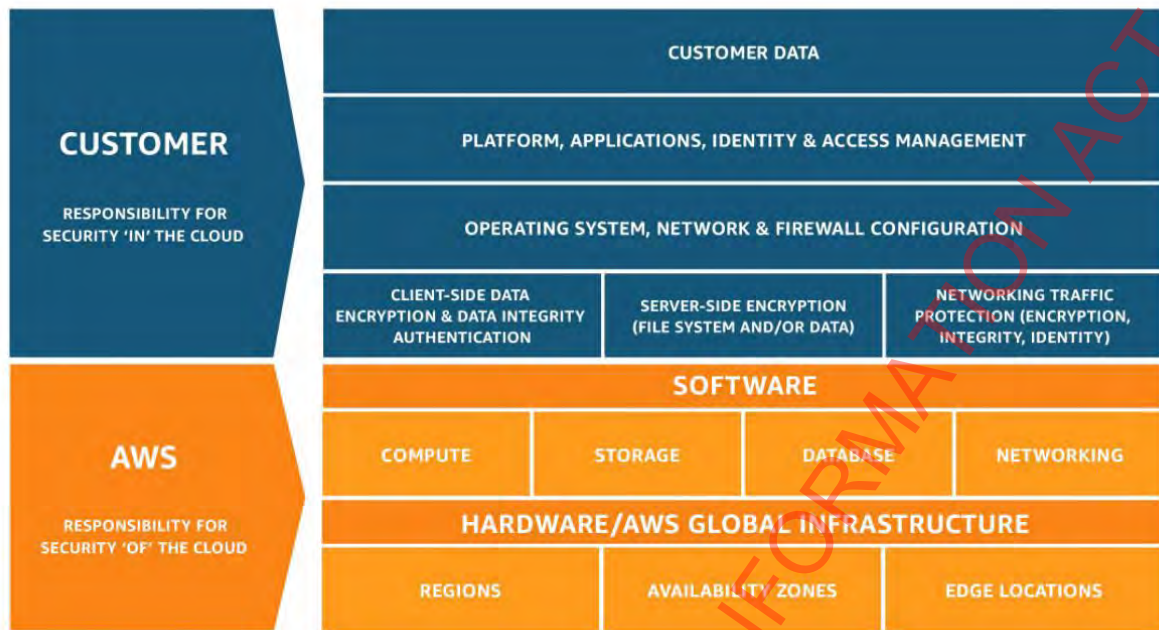 CUSTOMER
RESPONSIBILITY FOR
SECURITY ‘IN’ THE CLOUD
CUSTOMER DATA
PLATFORM, APPLICATIONS, IDENTITY & ACCESS MANAGEMENT
OPERATING SYSTEM, NETWORK & FIREWALL CONFIGURATION
CLIENT-SIDE DATA
ENCRYPTION & DATA INTEGRITY
AUTHENTICATION
SERVER-SIDE ENCRYPTION
(FILE SYSTEM AND/OR DATA)
NETWORKING TRAFFIC
PROTECTION (ENCRYPTION,
INTEGRITY, IDENTITY)
AWS
RESPONSIBILITY FOR
SECURITY ‘OF’ THE CLOUD
SOFTWARE
COMPUTE
STORAGE
DATABASE
NETWORKING
HARDWARE/AWS GLOBAL INFRASTRUCTURE
REGIONS
AVAILABILITY ZONES
EDGE LOCATIONS
INFORMATION ACT